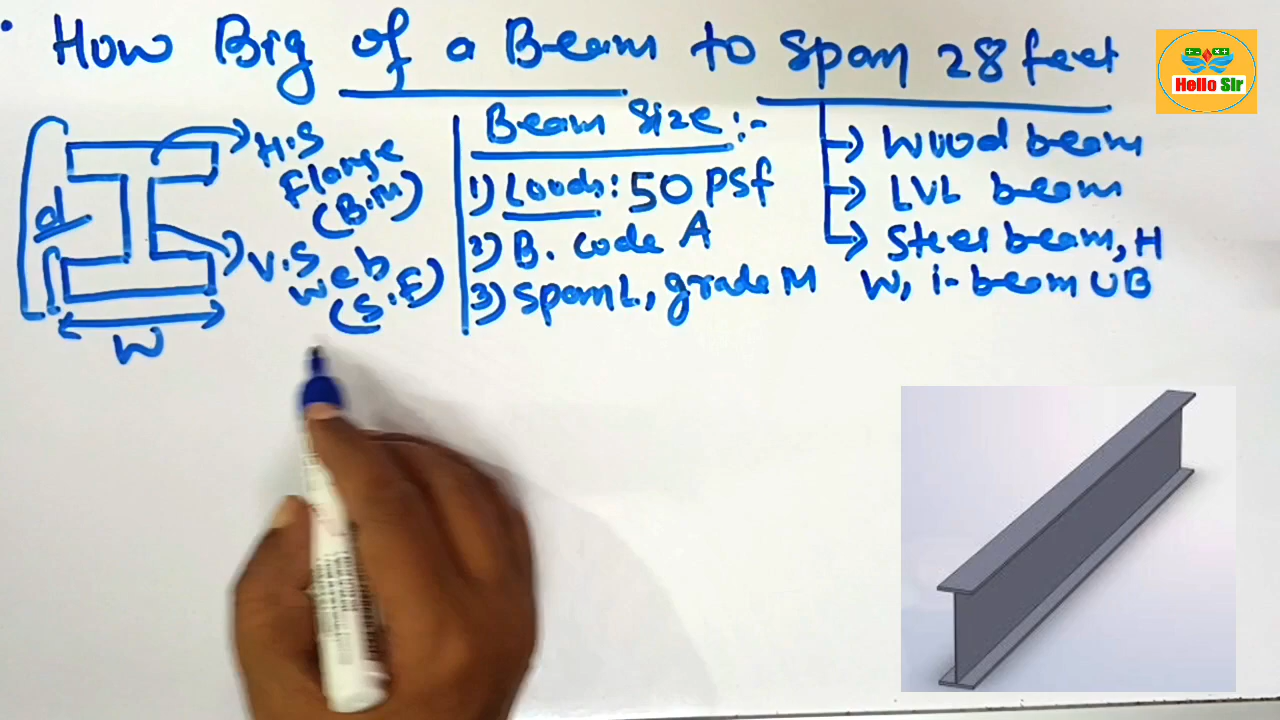 How Big of a Beam to Span 28 feet
Hello Sir
d
W
H.S
Flange
(B.M)
V.S
Web
(S.F)
Beam Size :-
1) Loads : 50 psf
2) B. Code A
3) Span L., grade M
Wood beam
LVL beam
Steel beam, H
W, i-beam UB